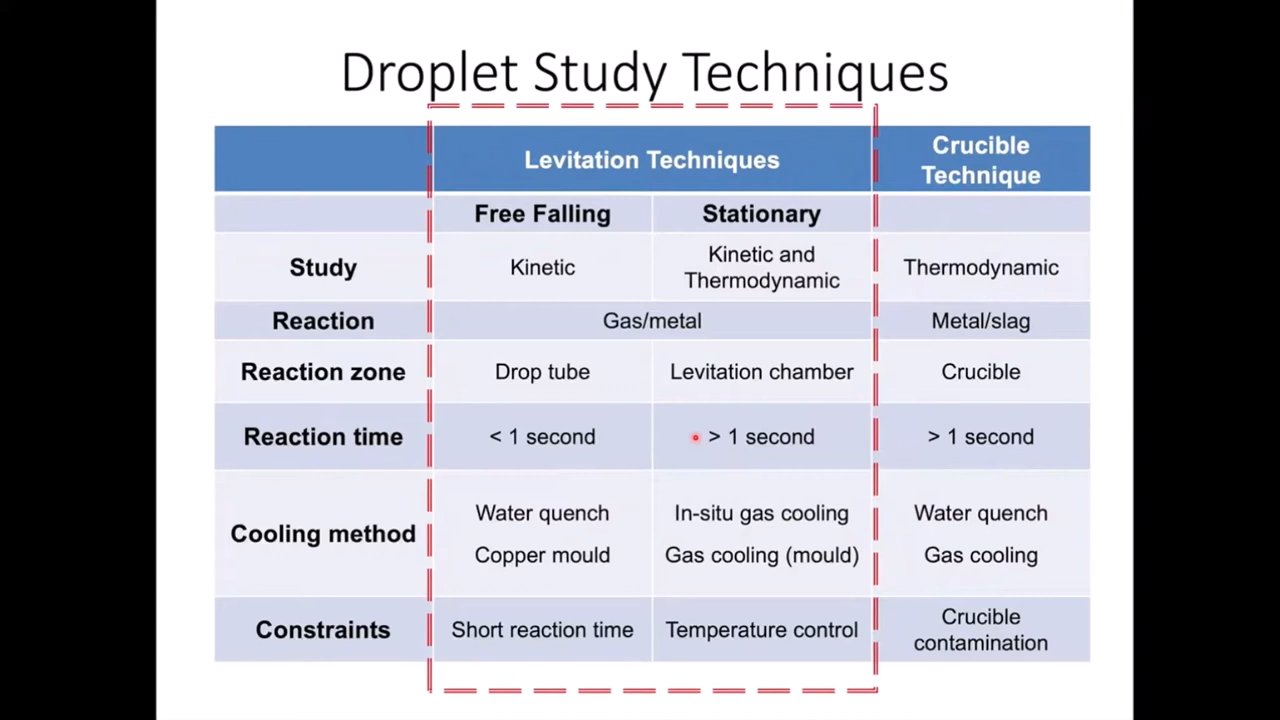 Droplet Study Techniques
Levitation Techniques
Crucible
Technique
Free Falling
Stationary
Study
Kinetic
Kinetic and
Thermodynamic
Thermodynamic
Reaction
Gas/metal
Metal/slag
Reaction zone
Drop tube
Levitation chamber
Crucible
Reaction time
< 1 second
> 1 second
> 1 second
Cooling method
Water quench
Copper mould
In-situ gas cooling
Gas cooling (mould)
Water quench
Gas cooling
Constraints
Short reaction time
Temperature control
Crucible
contamination